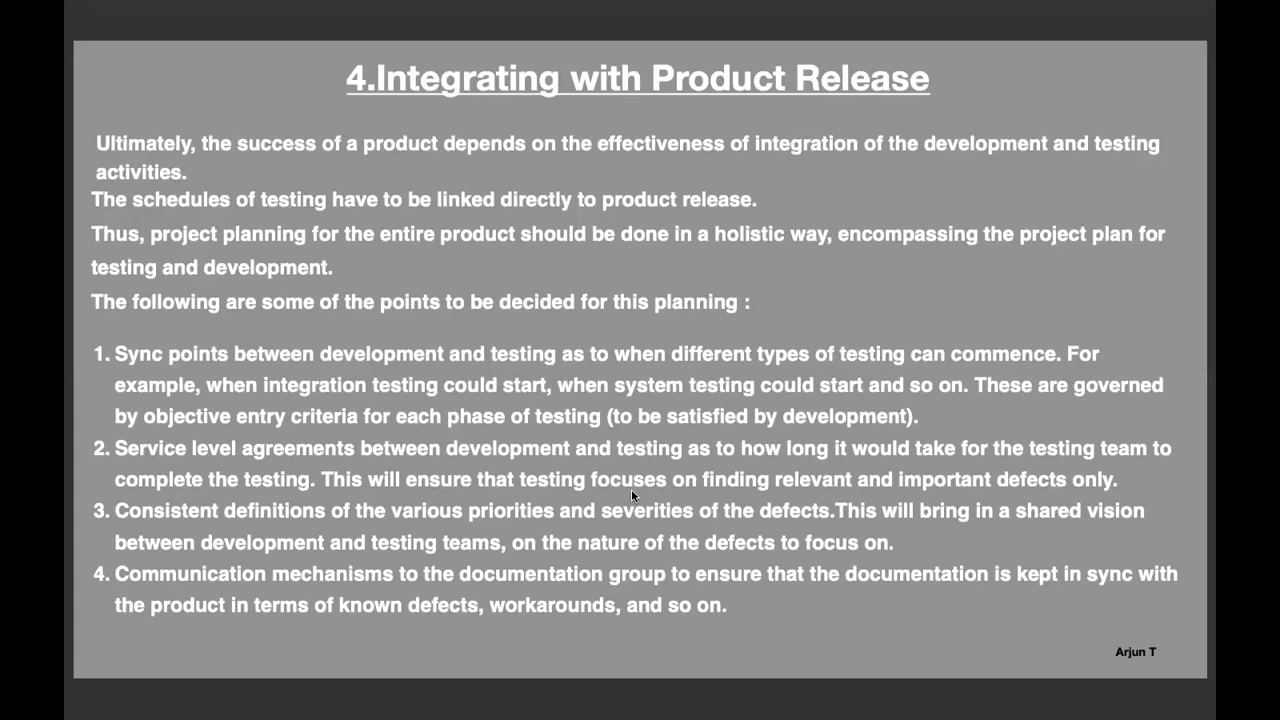 4.Integrating with Product Release
Ultimately, the success of a product depends on the effectiveness of integration of the development and testing
activities.
The schedules of testing have to be linked directly to product release.
Thus, project planning for the entire product should be done in a holistic way, encompassing the project plan for
testing and development.
The following are some of the points to be decided for this planning :
1. Sync points between development and testing as to when different types of testing can commence. For
example, when integration testing could start, when system testing could start and so on. These are governed
by objective entry criteria for each phase of testing (to be satisfied by development).
2. Service level agreements between development and testing as to how long it would take for the testing team to
complete the testing. This will ensure that testing focuses on finding relevant and important defects only.
3. Consistent definitions of the various priorities and severities of the defects.This will bring in a shared vision
between development and testing teams, on the nature of the defects to focus on.
4. Communication mechanisms to the documentation group to ensure that the documentation is kept in sync with
the product in terms of known defects, workarounds, and so on.
Arjun T